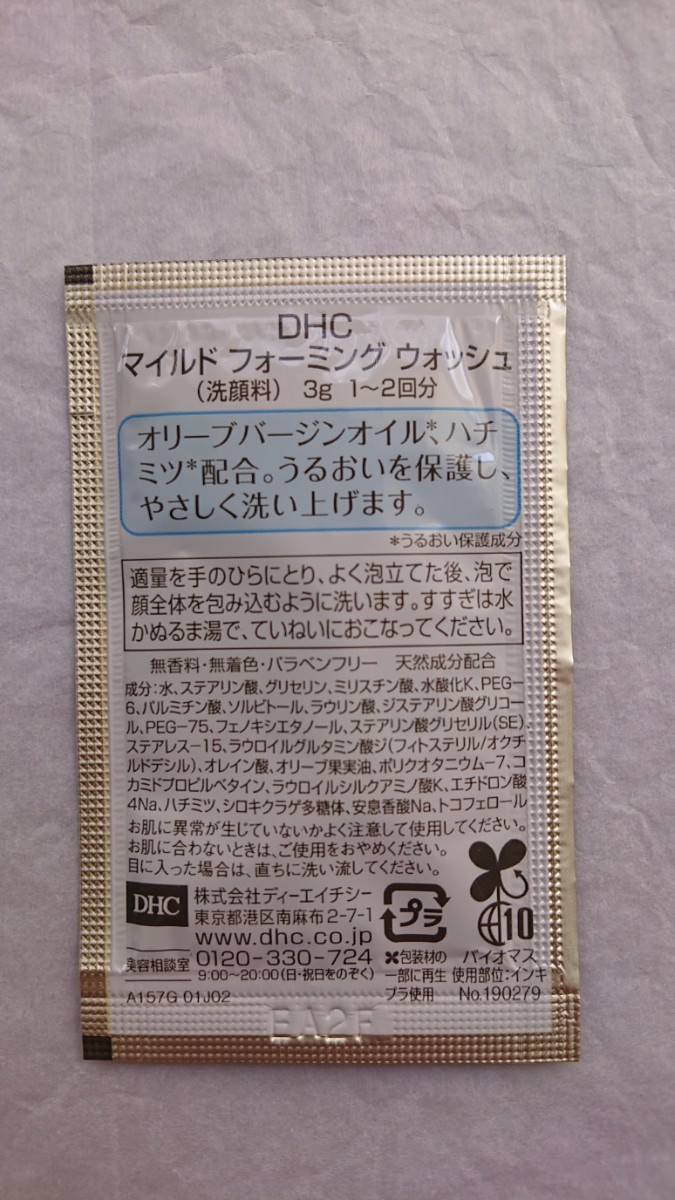 DHC
マイルド フォーミング ウォッシュ
(洗顔料) 3g 1〜2回分
オリーブバージンオイル*、ハチ
ミツ*配合。うるおいを保護し、
やさしく洗い上げます。
*うるおい保護成分
適量を手のひらにとり、よく泡立てた後、泡で
顔全体を包み込むように洗います。すすぎは水
かぬるま湯で、ていねいにおこなってください。
無香料・無着色・パラベンフリー 天然成分配合
成分:水、ステアリン酸、グリセリン、ミリスチン酸、水酸化K、PEG-
6、パルミチン酸、ソルビトール、ラウリン酸、ジステアリン酸グリコー
ル、PEG-75、フェノキシエタノール、ステアリン酸グリセリル(SE)、
ステアレス-15、ラウロイルグルタミン酸ジ(フィトステリル/オクチ
ルドデシル)、オレイン酸、オリーブ果実油、ポリクオタニウム-7、コ
カミドプロピルベタイン、ラウロイルシルクアミノ酸K、エチドロン酸
4Na、ハチミツ、シロキクラゲ多糖体、安息香酸Na、トコフェロール
お肌に異常が生じていないかよく注意して使用してください。
お肌に合わないときは、ご使用をおやめください。
目に入った場合は、直ちに洗い流してください。
DHC 株式会社ディーエイチシー
東京都港区南麻布2-7-1
www.dhc.co.jp
美容相談室 0120-330-724
9:00〜20:00(日・祝日をのぞく)
プラ
※包装材の
一部に再生
プラ使用
10
バイオマス
使用部位:インキ
No.190279
A157G 01J02
EA2F